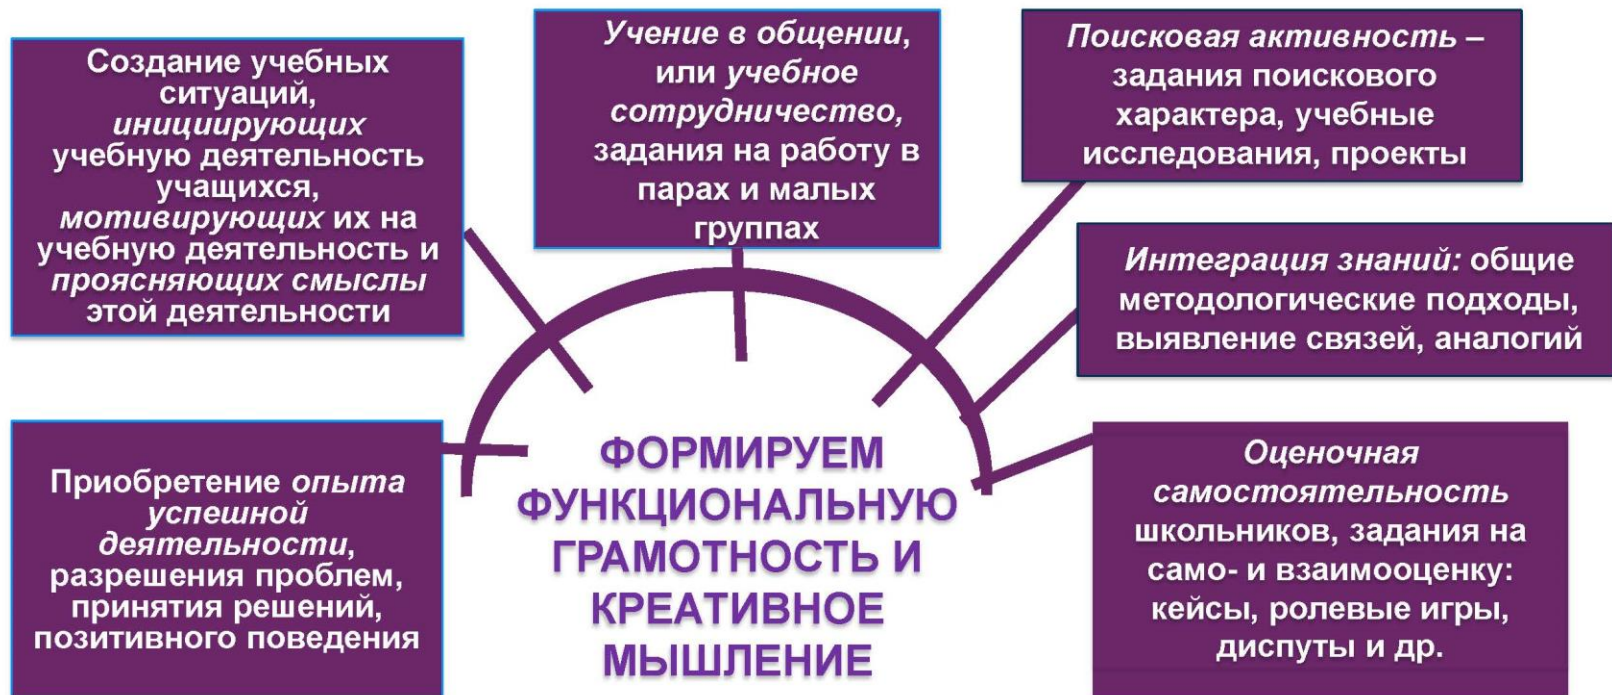 Создание учебных
ситуаций,
инициирующих
учебную деятельность
учащихся,
мотивирующих их на
учебную деятельность и
проясняющих смыслы
этой деятельности
Учение в общении,
или учебное
сотрудничество,
задания на работу в
парах и малых
группах
Поисковая активность –
задания поискового
характера, учебные
исследования, проекты
Интеграция знаний: общие
методологические подходы,
выявление связей, аналогий
Приобретение опыта
успешной
деятельности,
разрешения проблем,
принятия решений,
позитивного поведения
ФОРМИРУЕМ
ФУНКЦИОНАЛЬНУЮ
ГРАМОТНОСТЬ И
КРЕАТИВНОЕ
МЫШЛЕНИЕ
Оценочная
самостоятельность
школьников, задания на
само- и взаимооценку:
кейсы, ролевые игры,
диспуты и др.